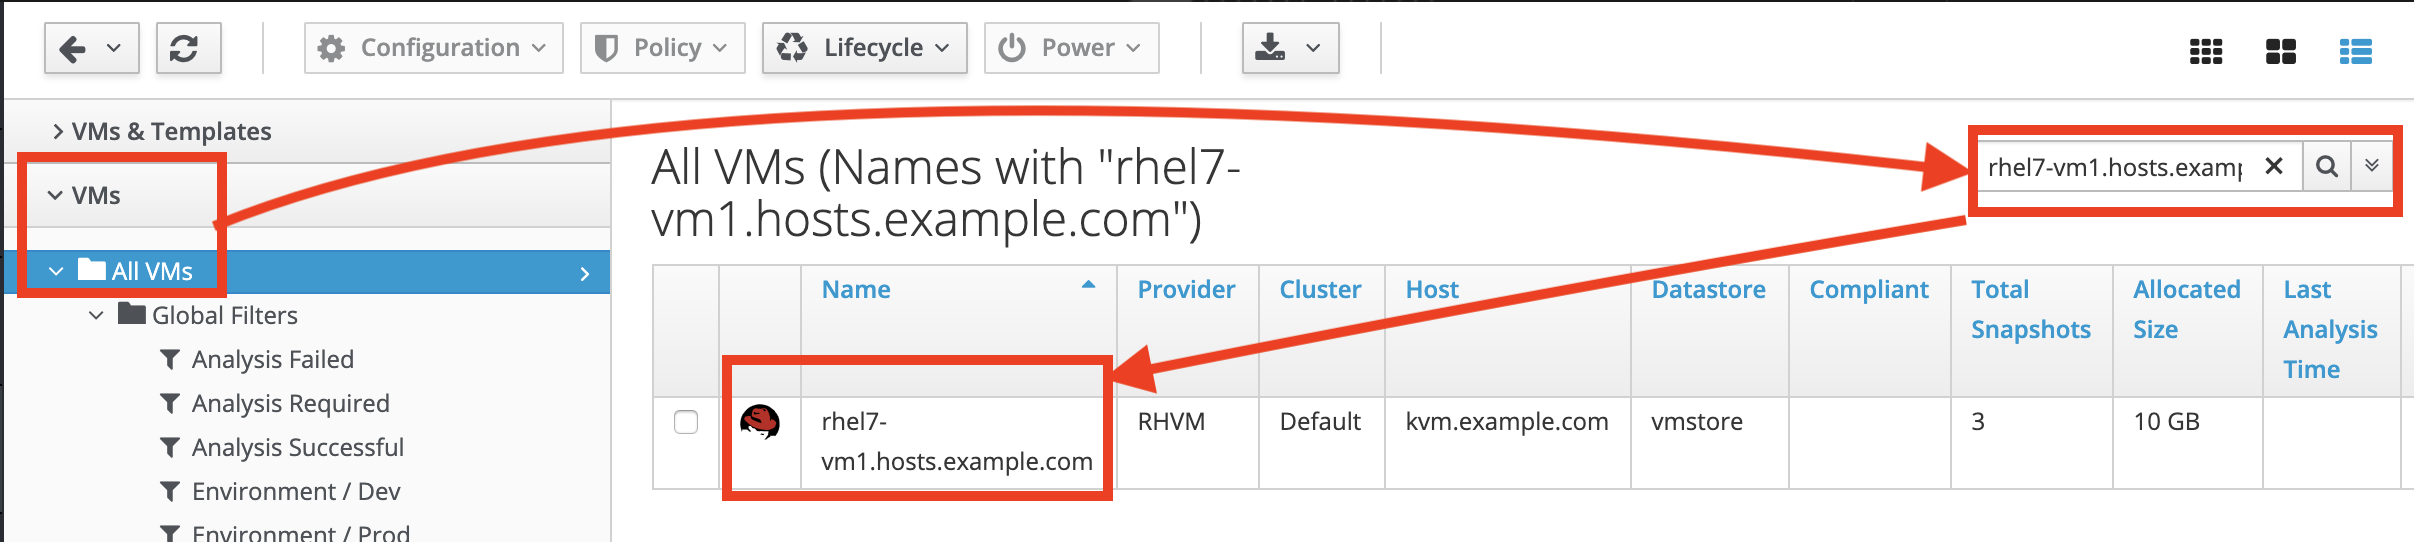 Configuration
Policy
Lifecycle
Power
VMs & Templates
VMs
All VMs
Global Filters
Analysis Failed
Analysis Required
Analysis Successful
Environment / Dev
Environment / Prod
All VMs (Names with "rhel7-
vm1.hosts.example.com")
rhel7-vm1.hosts.examp
Name
Provider
Cluster
Host
Datastore
Compliant
Total
Snapshots
Allocated
Size
Last
Analysis
Time
rhel7-
vm1.hosts.example.com
RHVM
Default
kvm.example.com
vmstore
3
10 GB